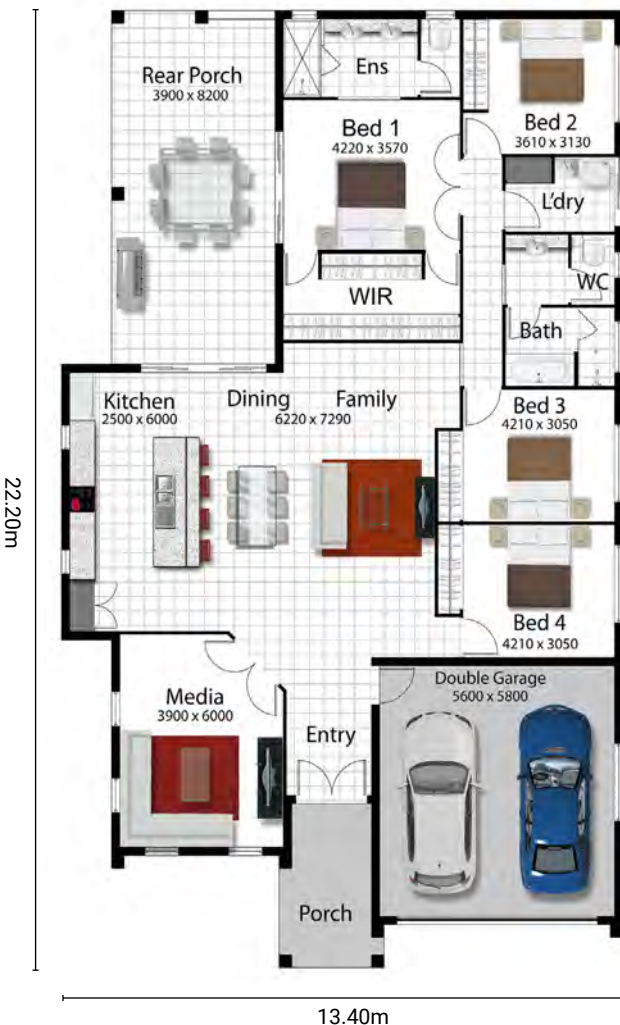 Rear Porch
3900 x 8200
Ens
Bed 1
4220 x 3570
Bed 2
3610 x 3130
L'dry
WIR
WC
Bath
Kitchen
2500 x 6000
Dining Family
6220 x 7290
Bed 3
4210 x 3050
22.20m
Bed 4
4210 x 3050
Media
3900 x 6000
Double Garage
5600 x 5800
Entry
Porch
13.40m